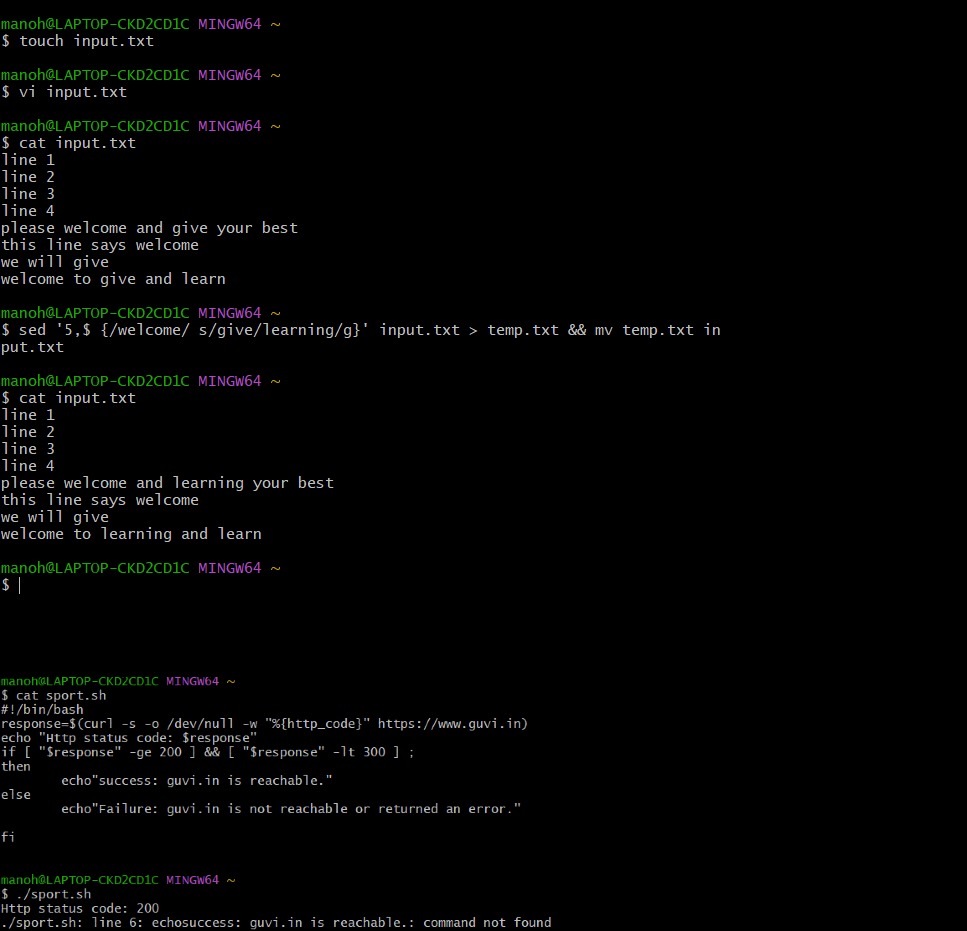 manoh@LAPTOP-CKD2CD1C MINGW64 ~
$ touch input.txt
manoh@LAPTOP-CKD2CD1C MINGW64 ~
$ vi input.txt
manoh@LAPTOP-CKD2CD1C MINGW64 ~
$ cat input.txt
line 1
line 2
line 3
line 4
please welcome and give your best
this line says welcome
we will give
welcome to give and learn
manoh@LAPTOP-CKD2CD1C MINGW64 ~
$ sed '5,$ {/welcome/ s/give/learning/g}' input.txt > temp.txt && mv temp.txt in
put.txt
manoh@LAPTOP-CKD2CD1C MINGW64 ~
$ cat input.txt
line 1
line 2
line 3
line 4
please welcome and learning your best
this line says welcome
we will give
welcome to learning and learn
manoh@LAPTOP-CKD2CD1C MINGW64 ~
$
manoh@LAPTOP-CKD2CD1C MINGW64 ~
$ cat sport.sh
#!/bin/bash
response=$(curl -s -o /dev/null -w "%{http_code}" https://www.guvi.in)
echo "Http status code: $response"
if [ "$response" -ge 200 ] && [ "$response" -lt 300 ] ;
then
        echo"success: guvi.in is reachable."
else
        echo"Failure: guvi.in is not reachable or returned an error."
fi
manoh@LAPTOP-CKD2CD1C MINGW64 ~
$ ./sport.sh
Http status code: 200
./sport.sh: line 6: echosuccess: guvi.in is reachable.: command not found